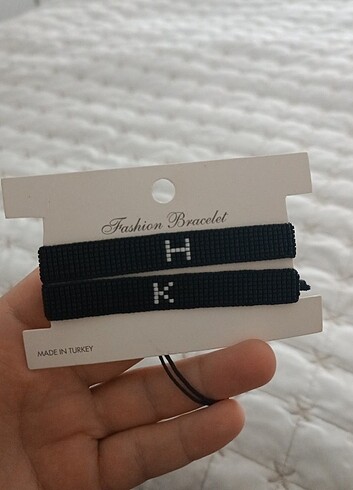 Fashion Bracelet
H
K
MADE IN TURKEY